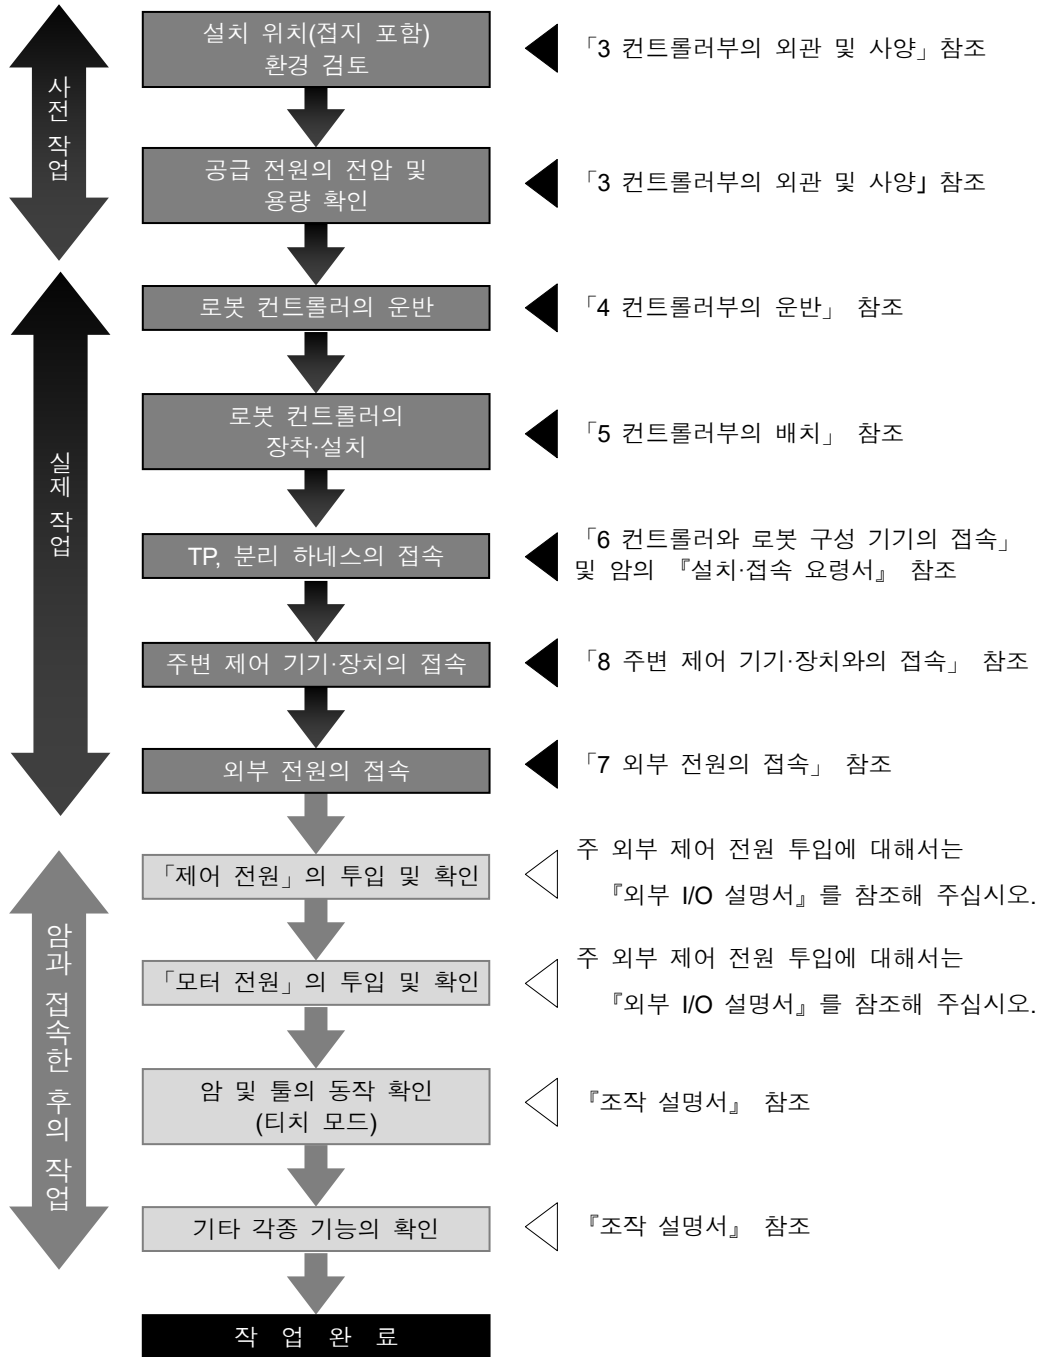 사전 작업
설치 위치(접지 포함)
환경 검토
「3 컨트롤러부의 외관 및 사양」참조
공급 전원의 전압 및
용량 확인
「3 컨트롤러부의 외관 및 사양」참조
실제 작업
로봇 컨트롤러의 운반
「4 컨트롤러부의 운반」 참조
로봇 컨트롤러의
장착·설치
「5 컨트롤러부의 배치」 참조
TP, 분리 하네스의 접속
「6 컨트롤러와 로봇 구성 기기의 접속」
및 암의 『설치·접속 요령서』 참조
주변 제어 기기·장치의 접속
「8 주변 제어 기기·장치와의 접속」 참조
외부 전원의 접속
「7 외부 전원의 접속」 참조
암과 접속한 후의 작업
「제어 전원」의 투입 및 확인
주 외부 제어 전원 투입에 대해서는
『외부 I/O 설명서』를 참조해 주십시오.
「모터 전원」의 투입 및 확인
주 외부 제어 전원 투입에 대해서는
『외부 I/O 설명서』를 참조해 주십시오.
암 및 툴의 동작 확인
(티치 모드)
『조작 설명서』 참조
기타 각종 기능의 확인
『조작 설명서』 참조
작 업 완 료